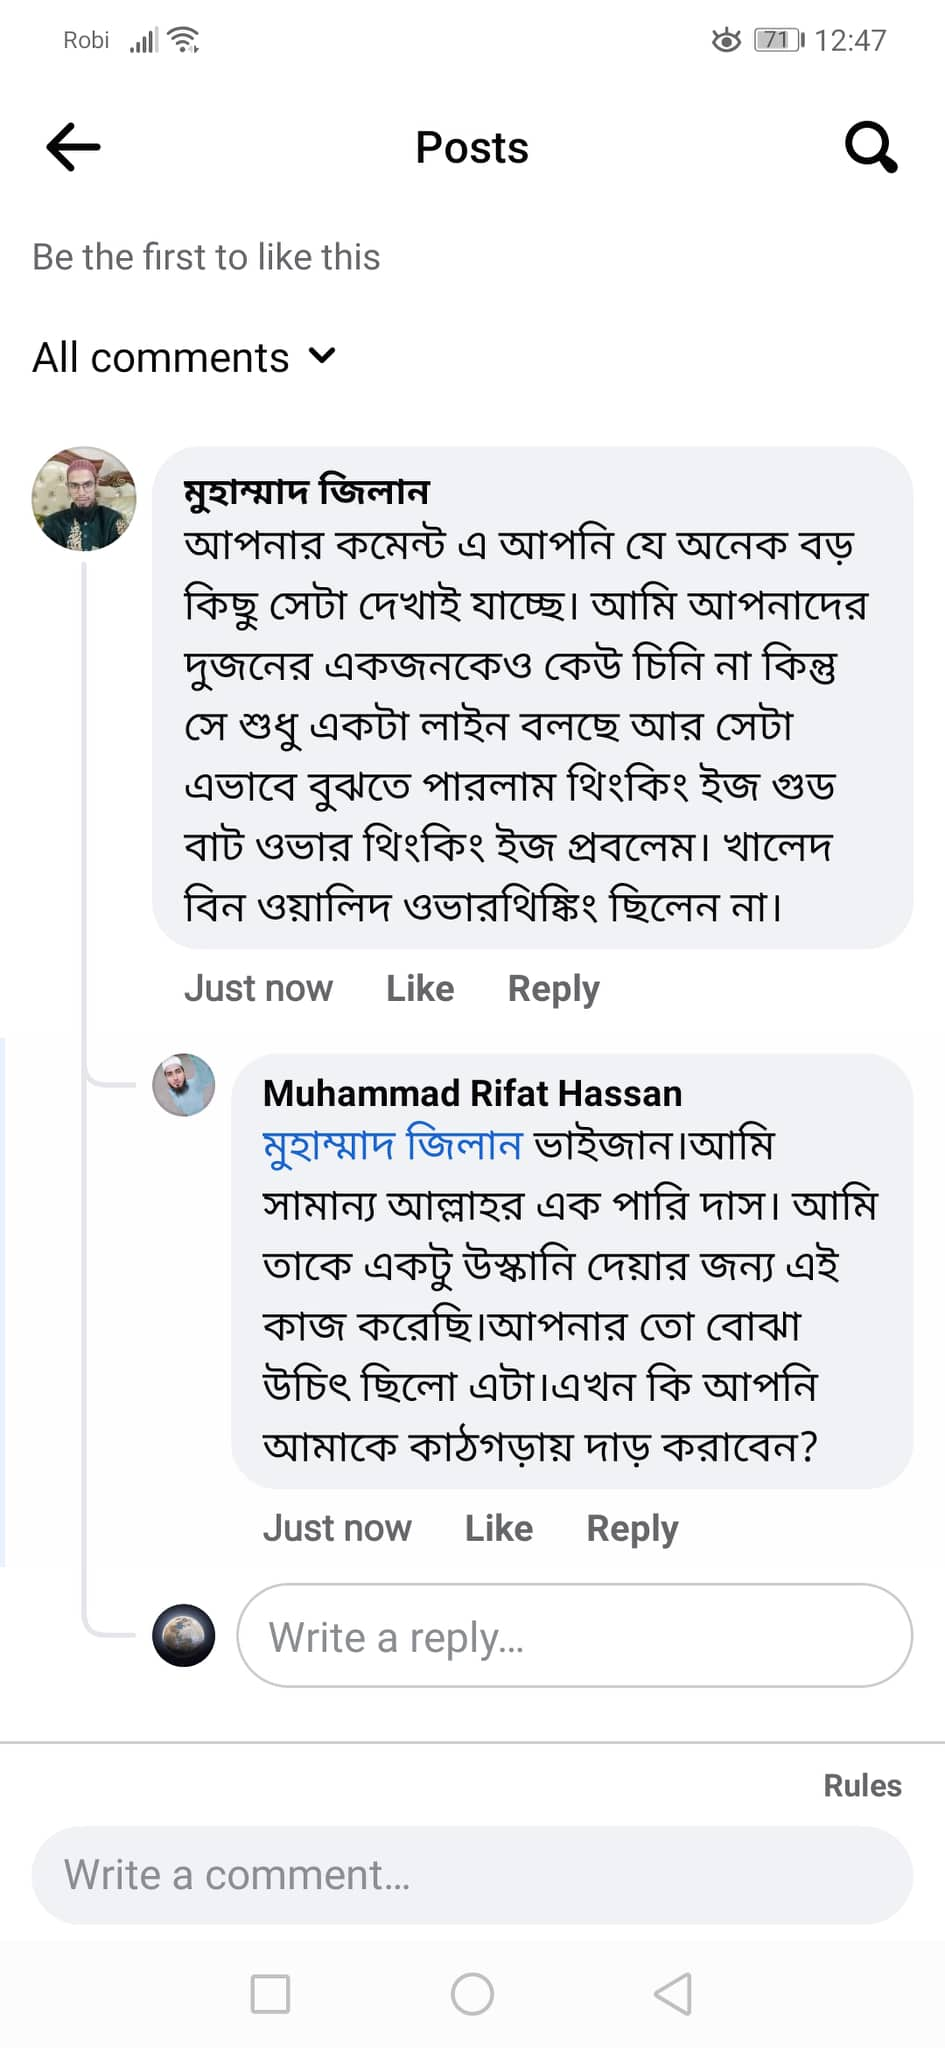 Robi
71 12:47
Posts
Be the first to like this
All comments
মুহাম্মাদ জিলান
আপনার কমেন্ট এ আপনি যে অনেক বড়
কিছু সেটা দেখাই যাচ্ছে। আমি আপনাদের
দুজনের একজনকেও কেউ চিনি না কিন্তু
সে শুধু একটা লাইন বলছে আর সেটা
এভাবে বুঝতে পারলাম থিংকিং ইজ গুড
বাট ওভার থিংকিং ইজ প্রবলেম। খালেদ
বিন ওয়ালিদ ওভারথিঙ্কিং ছিলেন না।
Just now Like Reply
Muhammad Rifat Hassan
মুহাম্মাদ জিলান ভাইজান।আমি
সামান্য আল্লাহর এক পারি দাস। আমি
তাকে একটু উস্কানি দেয়ার জন্য এই
কাজ করেছি।আপনার তো বোঝা
উচিৎ ছিলো এটা।এখন কি আপনি
আমাকে কাঠগড়ায় দাড় করাবেন?
Just now Like Reply
Write a reply...
Rules
Write a comment...